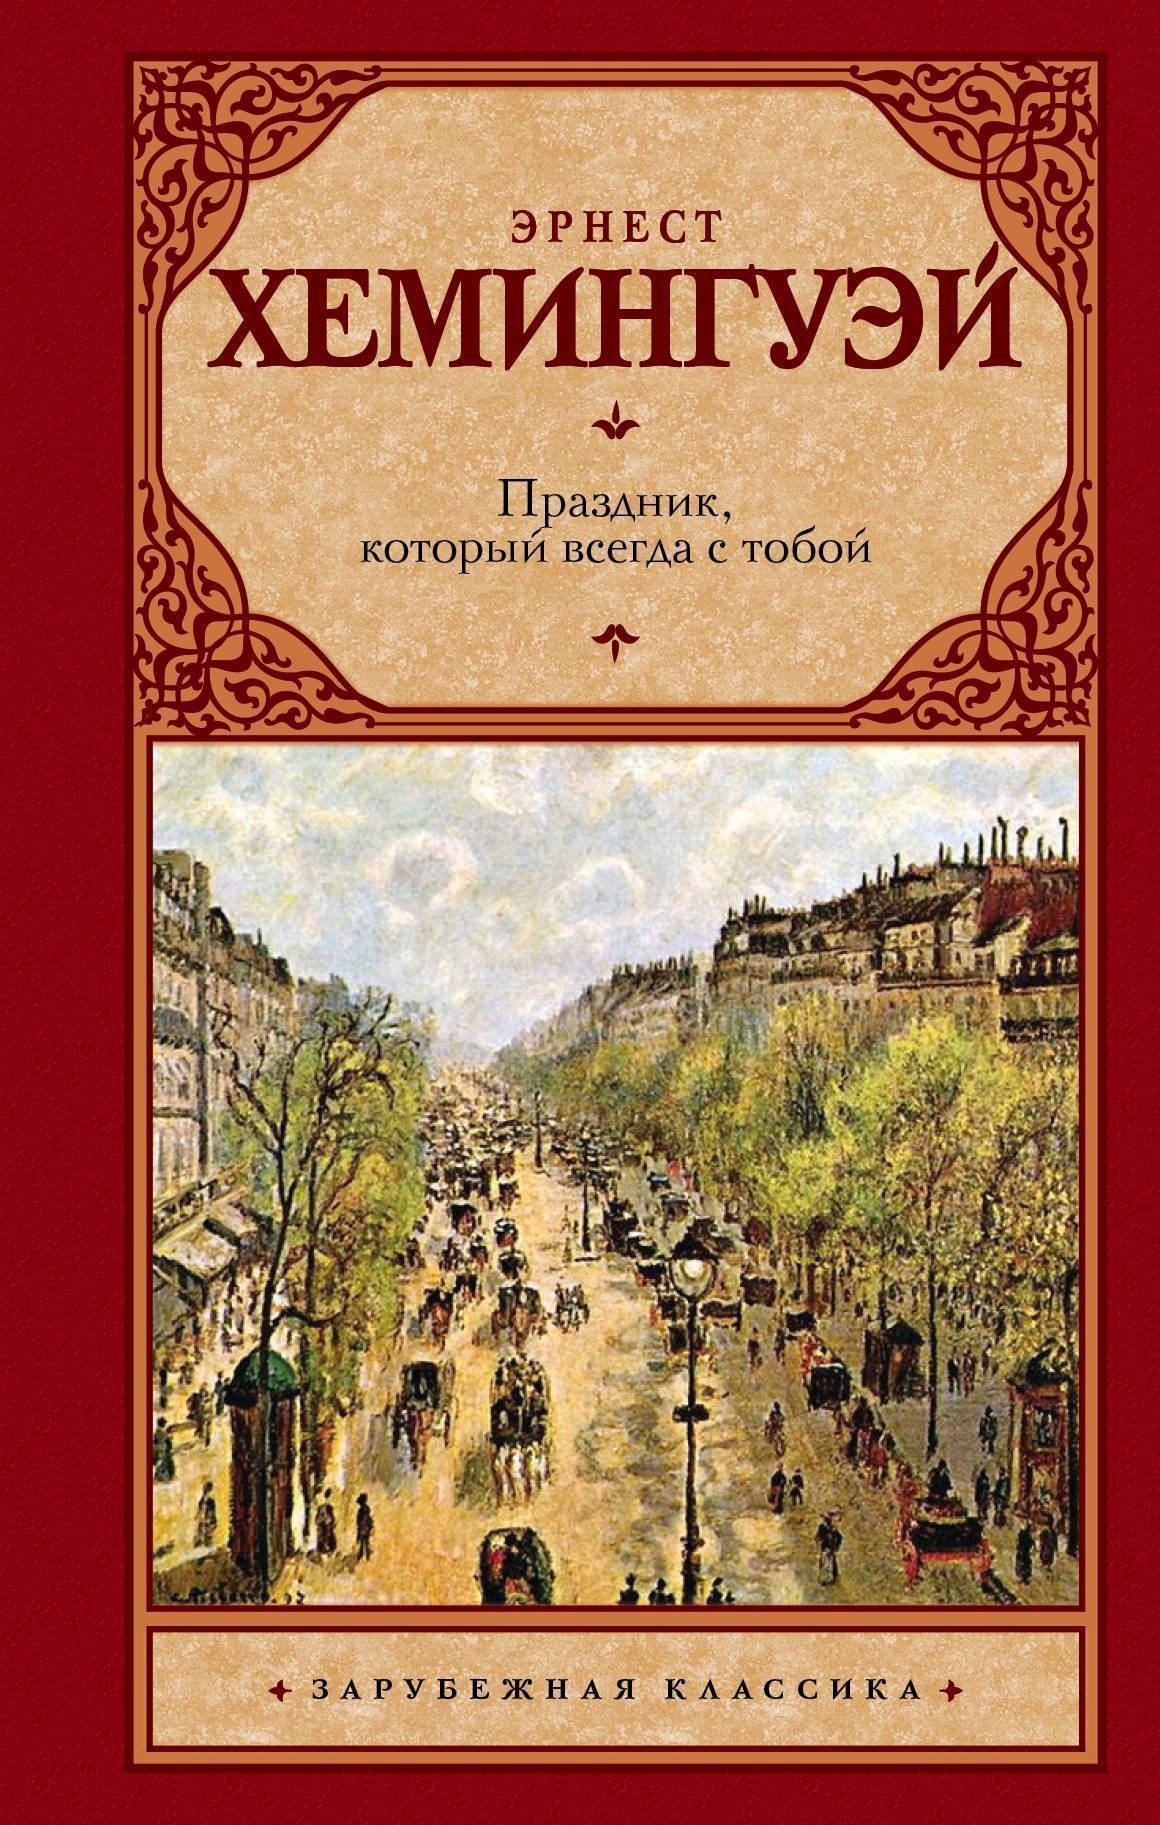 ЭРНЕСТ
ХЕМИНГУЭЙ
Праздник,
который всегда с тобой
ЗАРУБЕЖНАЯ КЛАССИКА